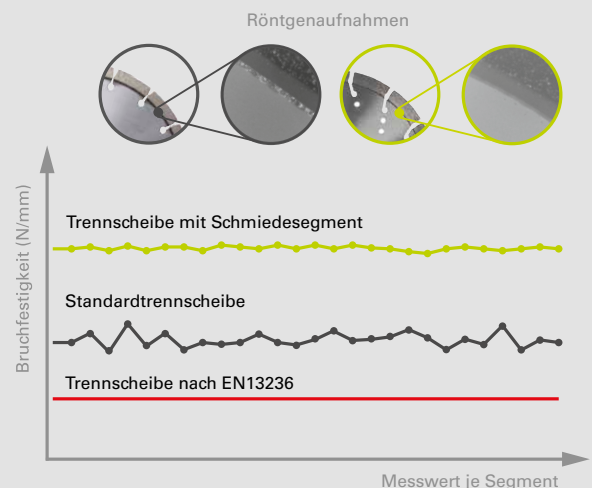 Röntgenaufnahmen
Bruchfestigkeit (N/mm)
Trennscheibe mit Schmiedesegment
Standardtrennscheibe
Trennscheibe nach EN13236
Messwert je Segment